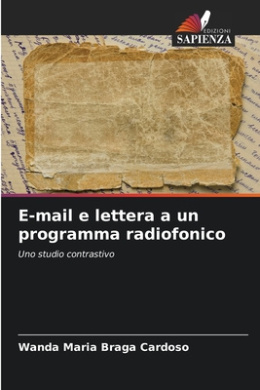 EDIZIONI
SAPIENZA
E-mail e lettera a un
programma radiofonico
Uno studio contrastivo
Wanda Maria Braga Cardoso